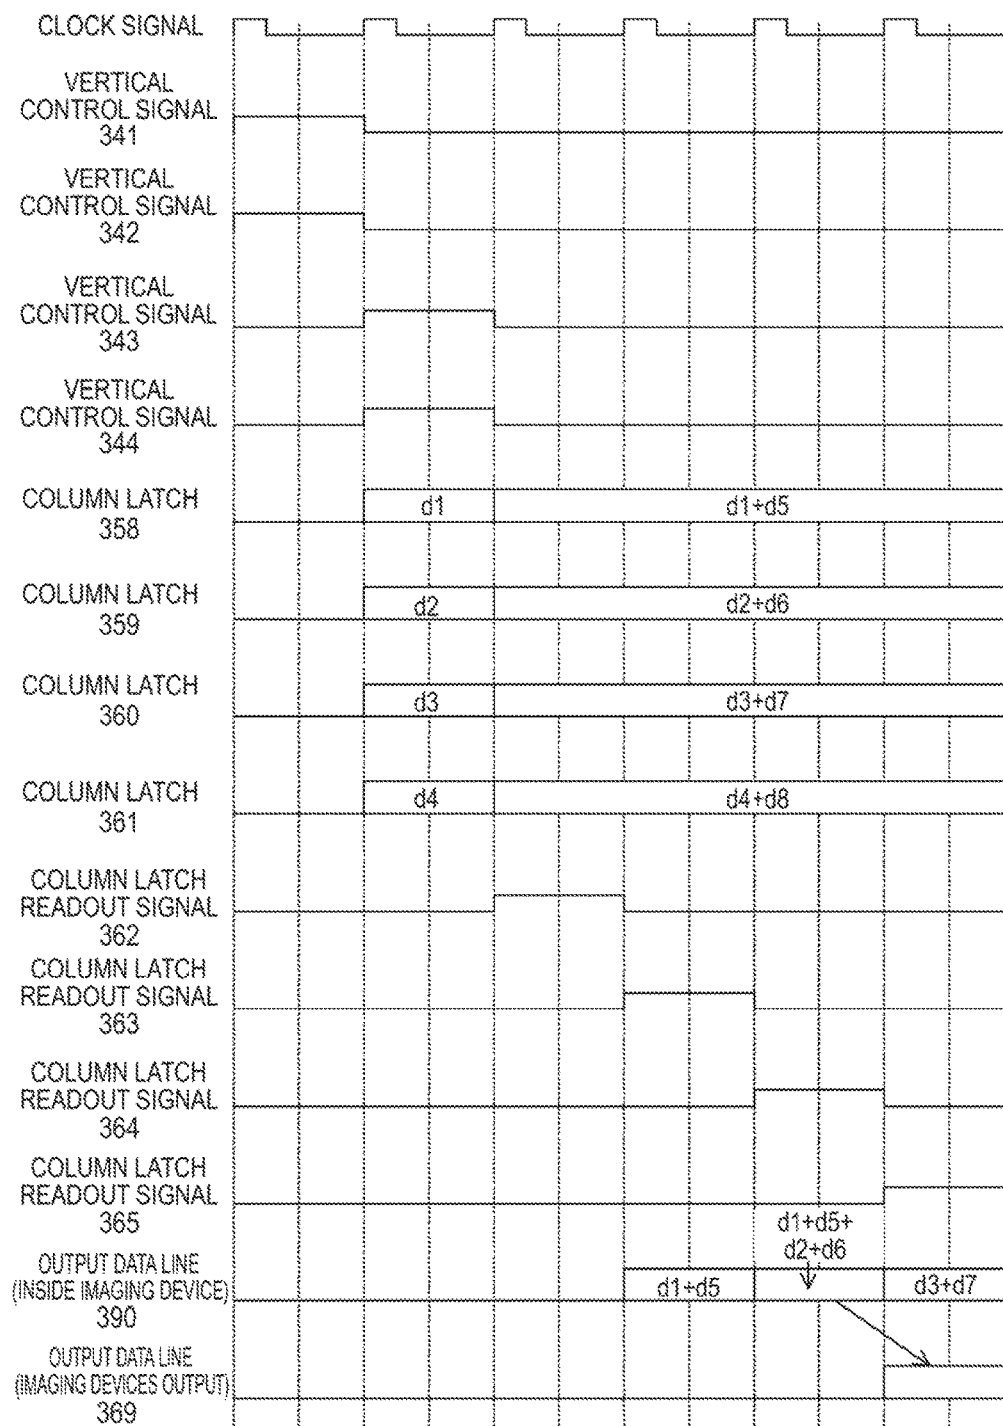 CLOCK SIGNAL
VERTICAL
CONTROL SIGNAL
341
VERTICAL
CONTROL SIGNAL
342
VERTICAL
CONTROL SIGNAL
343
VERTICAL
CONTROL SIGNAL
344
COLUMN LATCH
358
d1
d1+d5
COLUMN LATCH
359
d2
d2+d6
COLUMN LATCH
360
d3
d3+d7
COLUMN LATCH
361
d4
d4+d8
COLUMN LATCH
READOUT SIGNAL
362
COLUMN LATCH
READOUT SIGNAL
363
COLUMN LATCH
READOUT SIGNAL
364
COLUMN LATCH
READOUT SIGNAL
365
d1+d5+
d2+d6
OUTPUT DATA LINE
(INSIDE IMAGING DEVICE)
390
d1+d5
d3+d7
OUTPUT DATA LINE
(IMAGING DEVICES OUTPUT)
369